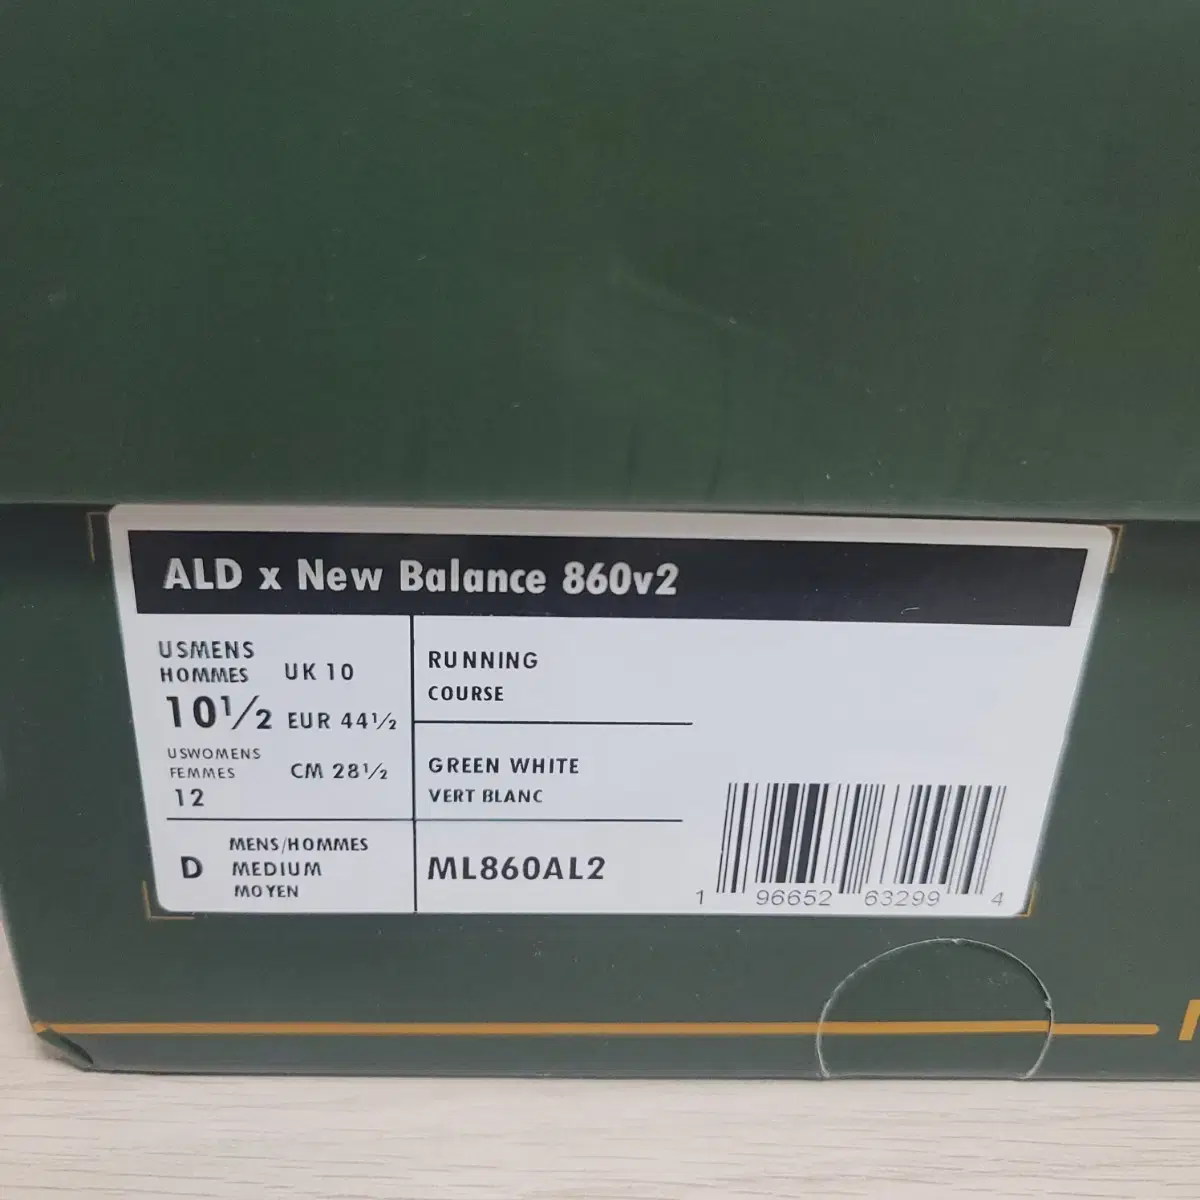 ALD x New Balance 860v2
USMENS
HOMMES
10½
UK 10
EUR 44½
USWOMENS
FEMMES
12
CM 28½
D
MENS/HOMMES
MEDIUM
MOYEN
RUNNING
COURSE
GREEN WHITE
VERT BLANC
ML860AL2
1 96652 63299 4